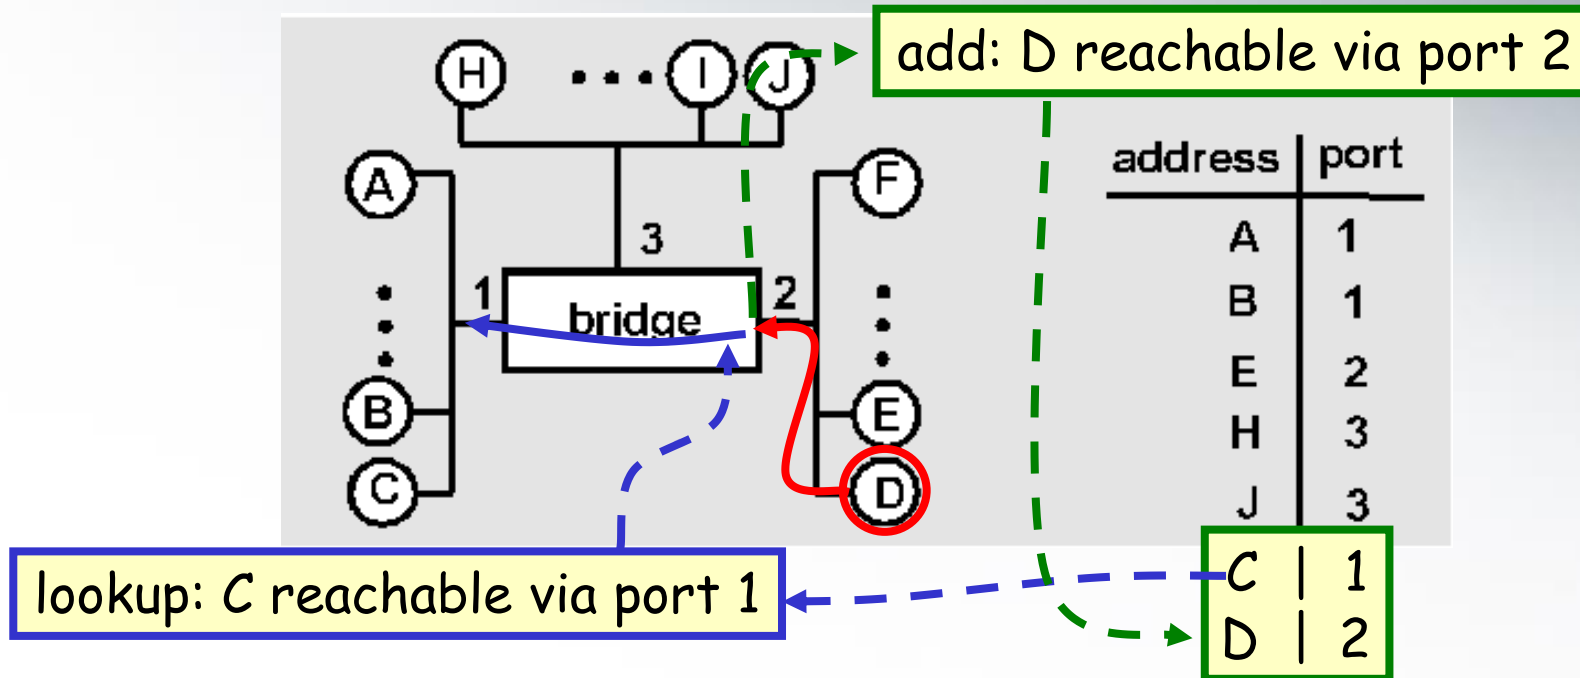 add: D reachable via port 2
H ••• I J
address port
A F
A 1
3
B 1
1 bridge 2
E 2
B E
H 3
C D
J 3
lookup: C reachable via port 1
C | 1
D | 2